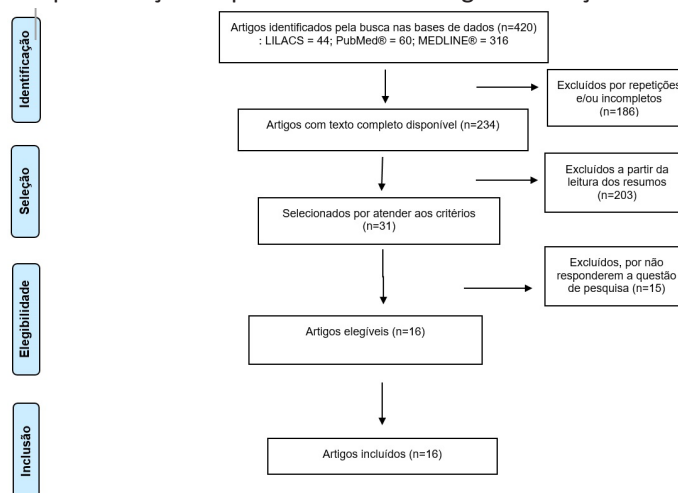 Artigos identificados pela busca nas bases de dados (n=420)
: LILACS = 44; PubMed® = 60; MEDLINE® = 316
Identificação
Excluídos por repetições
e/ou incompletos
(n=186)
Artigos com texto completo disponível (n=234)
Seleção
Excluídos a partir da
leitura dos resumos
(n=203)
Selecionados por atender aos critérios
(n=31)
Excluídos, por não
responderem a questão
de pesquisa (n=15)
Elegibilidade
Artigos elegíveis (n=16)
Inclusão
Artigos incluídos (n=16)